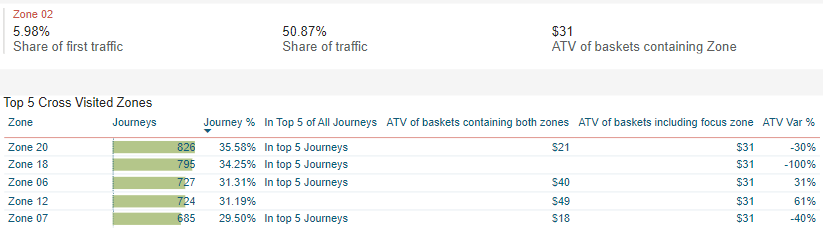 Zone 02
5.98% 50.87% $31
Share of first traffic Share of traffic ATV of baskets containing Zone
Top 5 Cross Visited Zones
Zone Journeys Journey % In Top 5 of All Journeys ATV of baskets containing both zones ATV of baskets including focus zone ATV Var %
Zone 20 826 35.58% In top 5 Journeys $21 $31 -30%
Zone 18 795 34.25% In top 5 Journeys $31 -100%
Zone 06 727 31.31% In top 5 Journeys $40 $31 31%
Zone 12 724 31.19% $49 $31 61%
Zone 07 685 29.50% In top 5 Journeys $18 $31 -40%